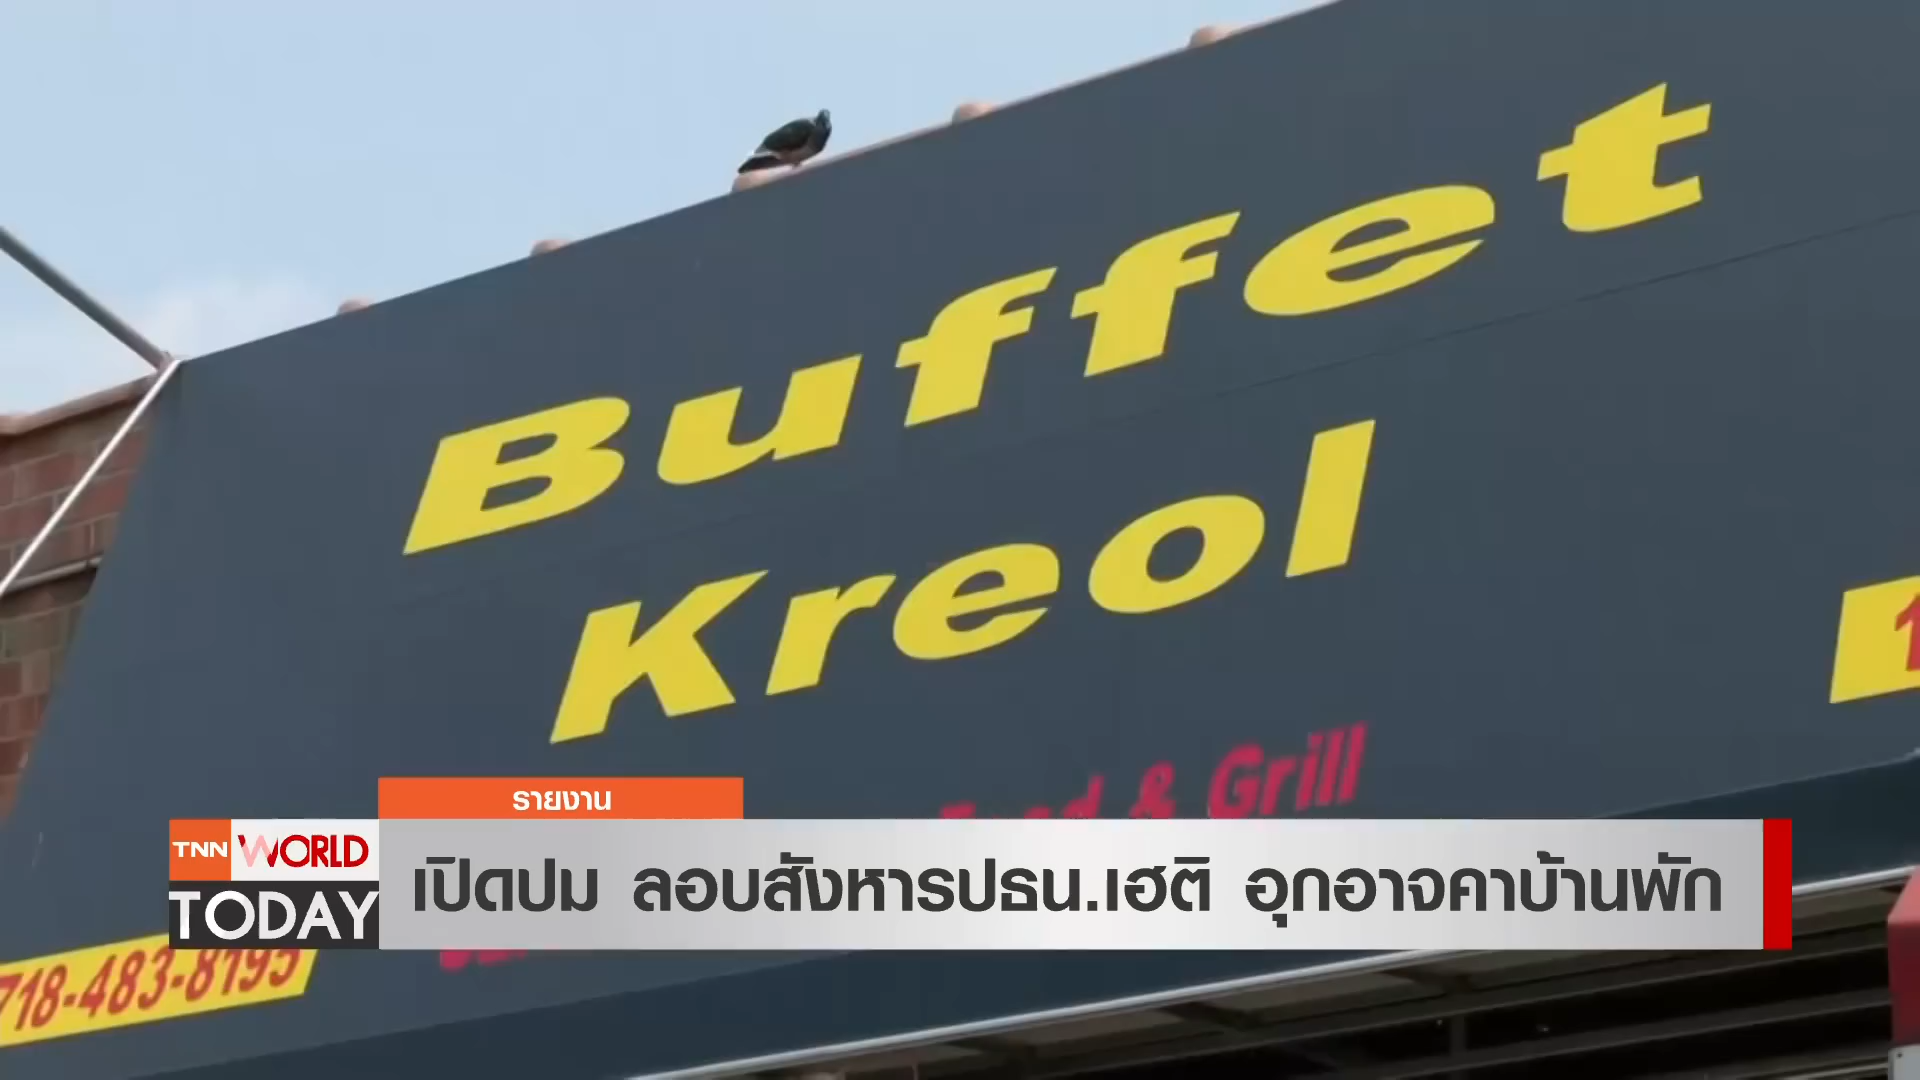 Buffet
Kreol
& Grill
รายงาน
TNN WORLD
TODAY
เปิดปม ลอบสังหารปธน.เฮติ อุกอาจคาบ้านพัก
718-483-8195